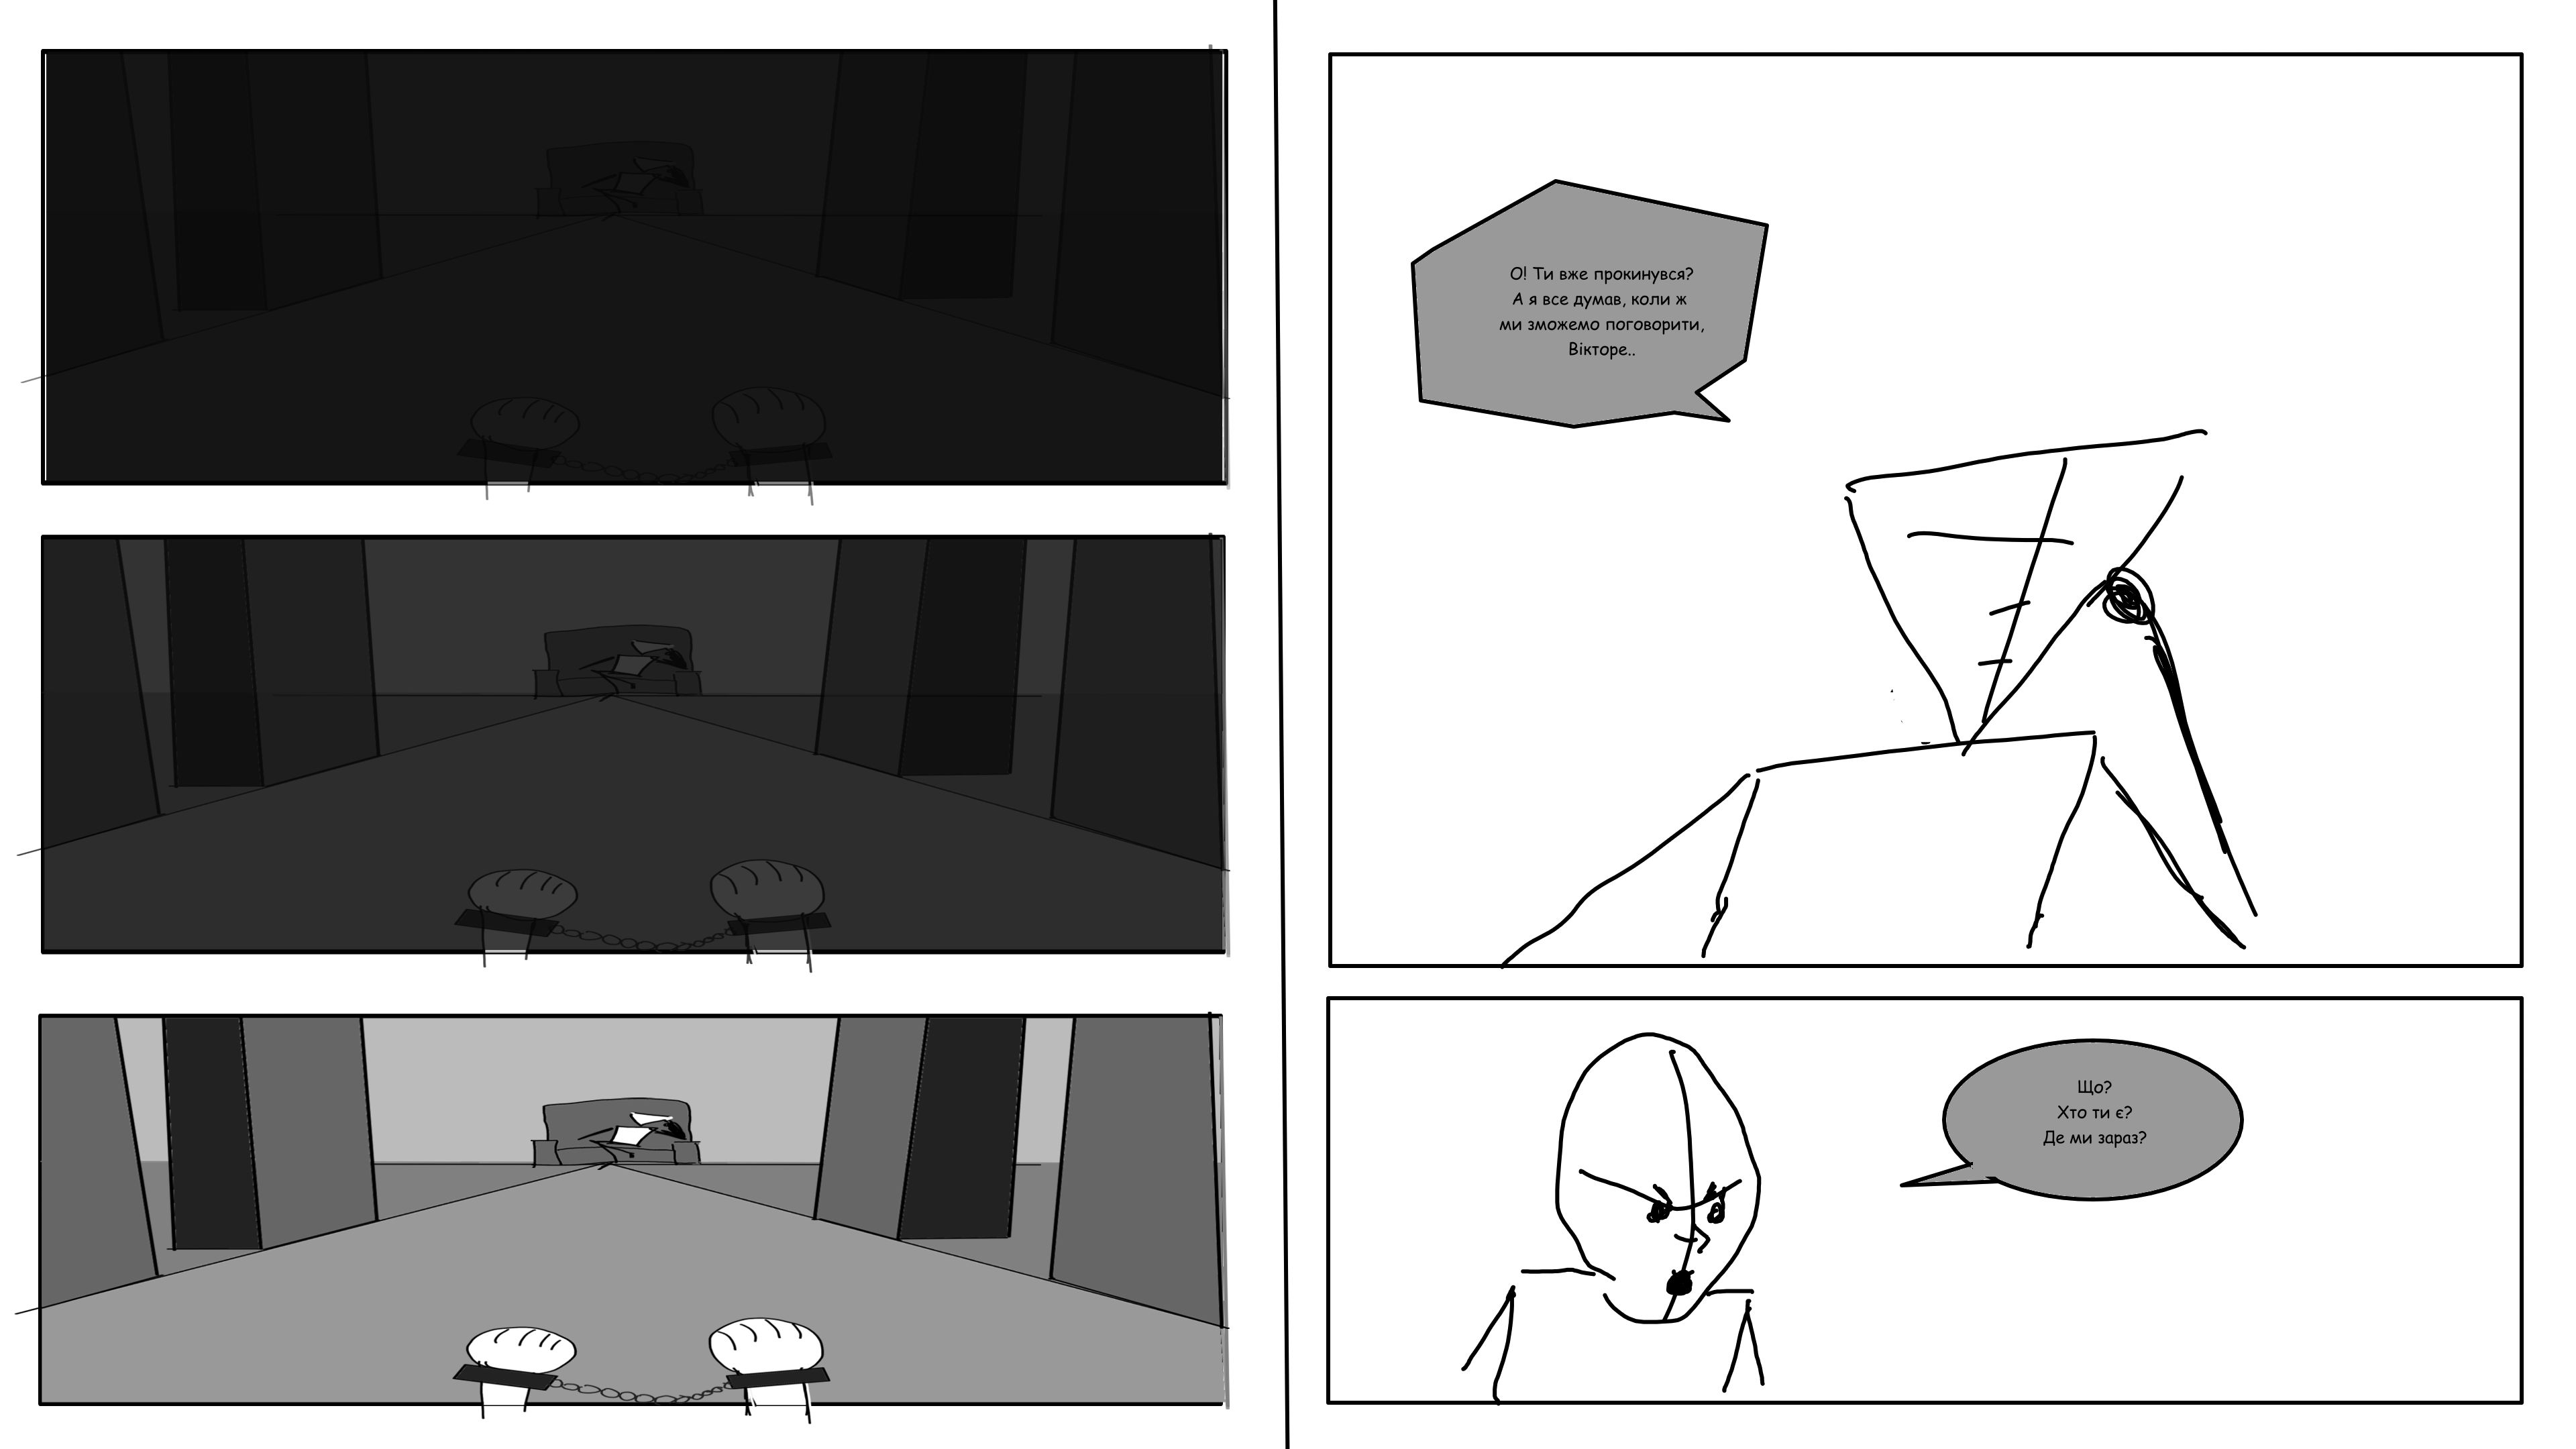 О! Ти вже прокинувся?
А я все думав, коли ж
ми зможемо поговорити,
Вікторе..
Що?
Хто ти є?
Де ми зараз?